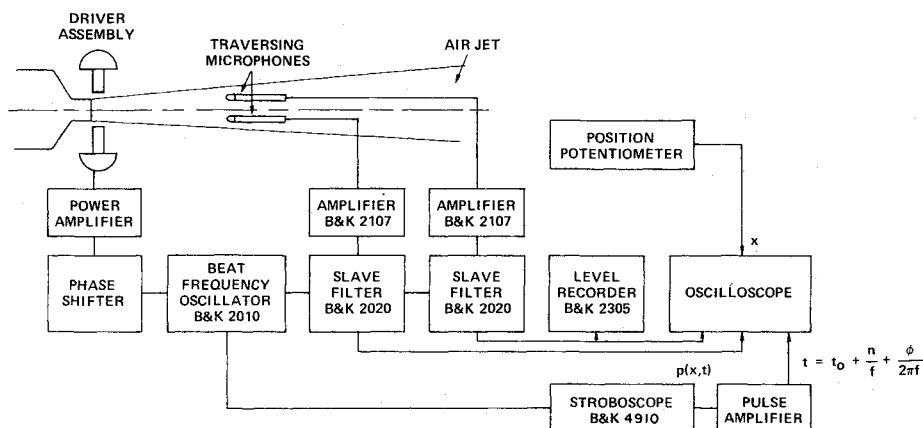 DRIVER
ASSEMBLY
TRAVERSING
MICROPHONES
AIR JET
POSITION
POTENTIOMETER
POWER
AMPLIFIER
AMPLIFIER
B&K 2107
AMPLIFIER
B&K 2107
x
PHASE
SHIFTER
BEAT
FREQUENCY
OSCILLATOR
B&K 2010
SLAVE
FILTER
B&K 2020
SLAVE
FILTER
B&K 2020
LEVEL
RECORDER
B&K 2305
OSCILLOSCOPE
p(x,t)
t = t₀ + n/f + ϕ/2πf
STROBOSCOPE
B&K 4910
PULSE
AMPLIFIER